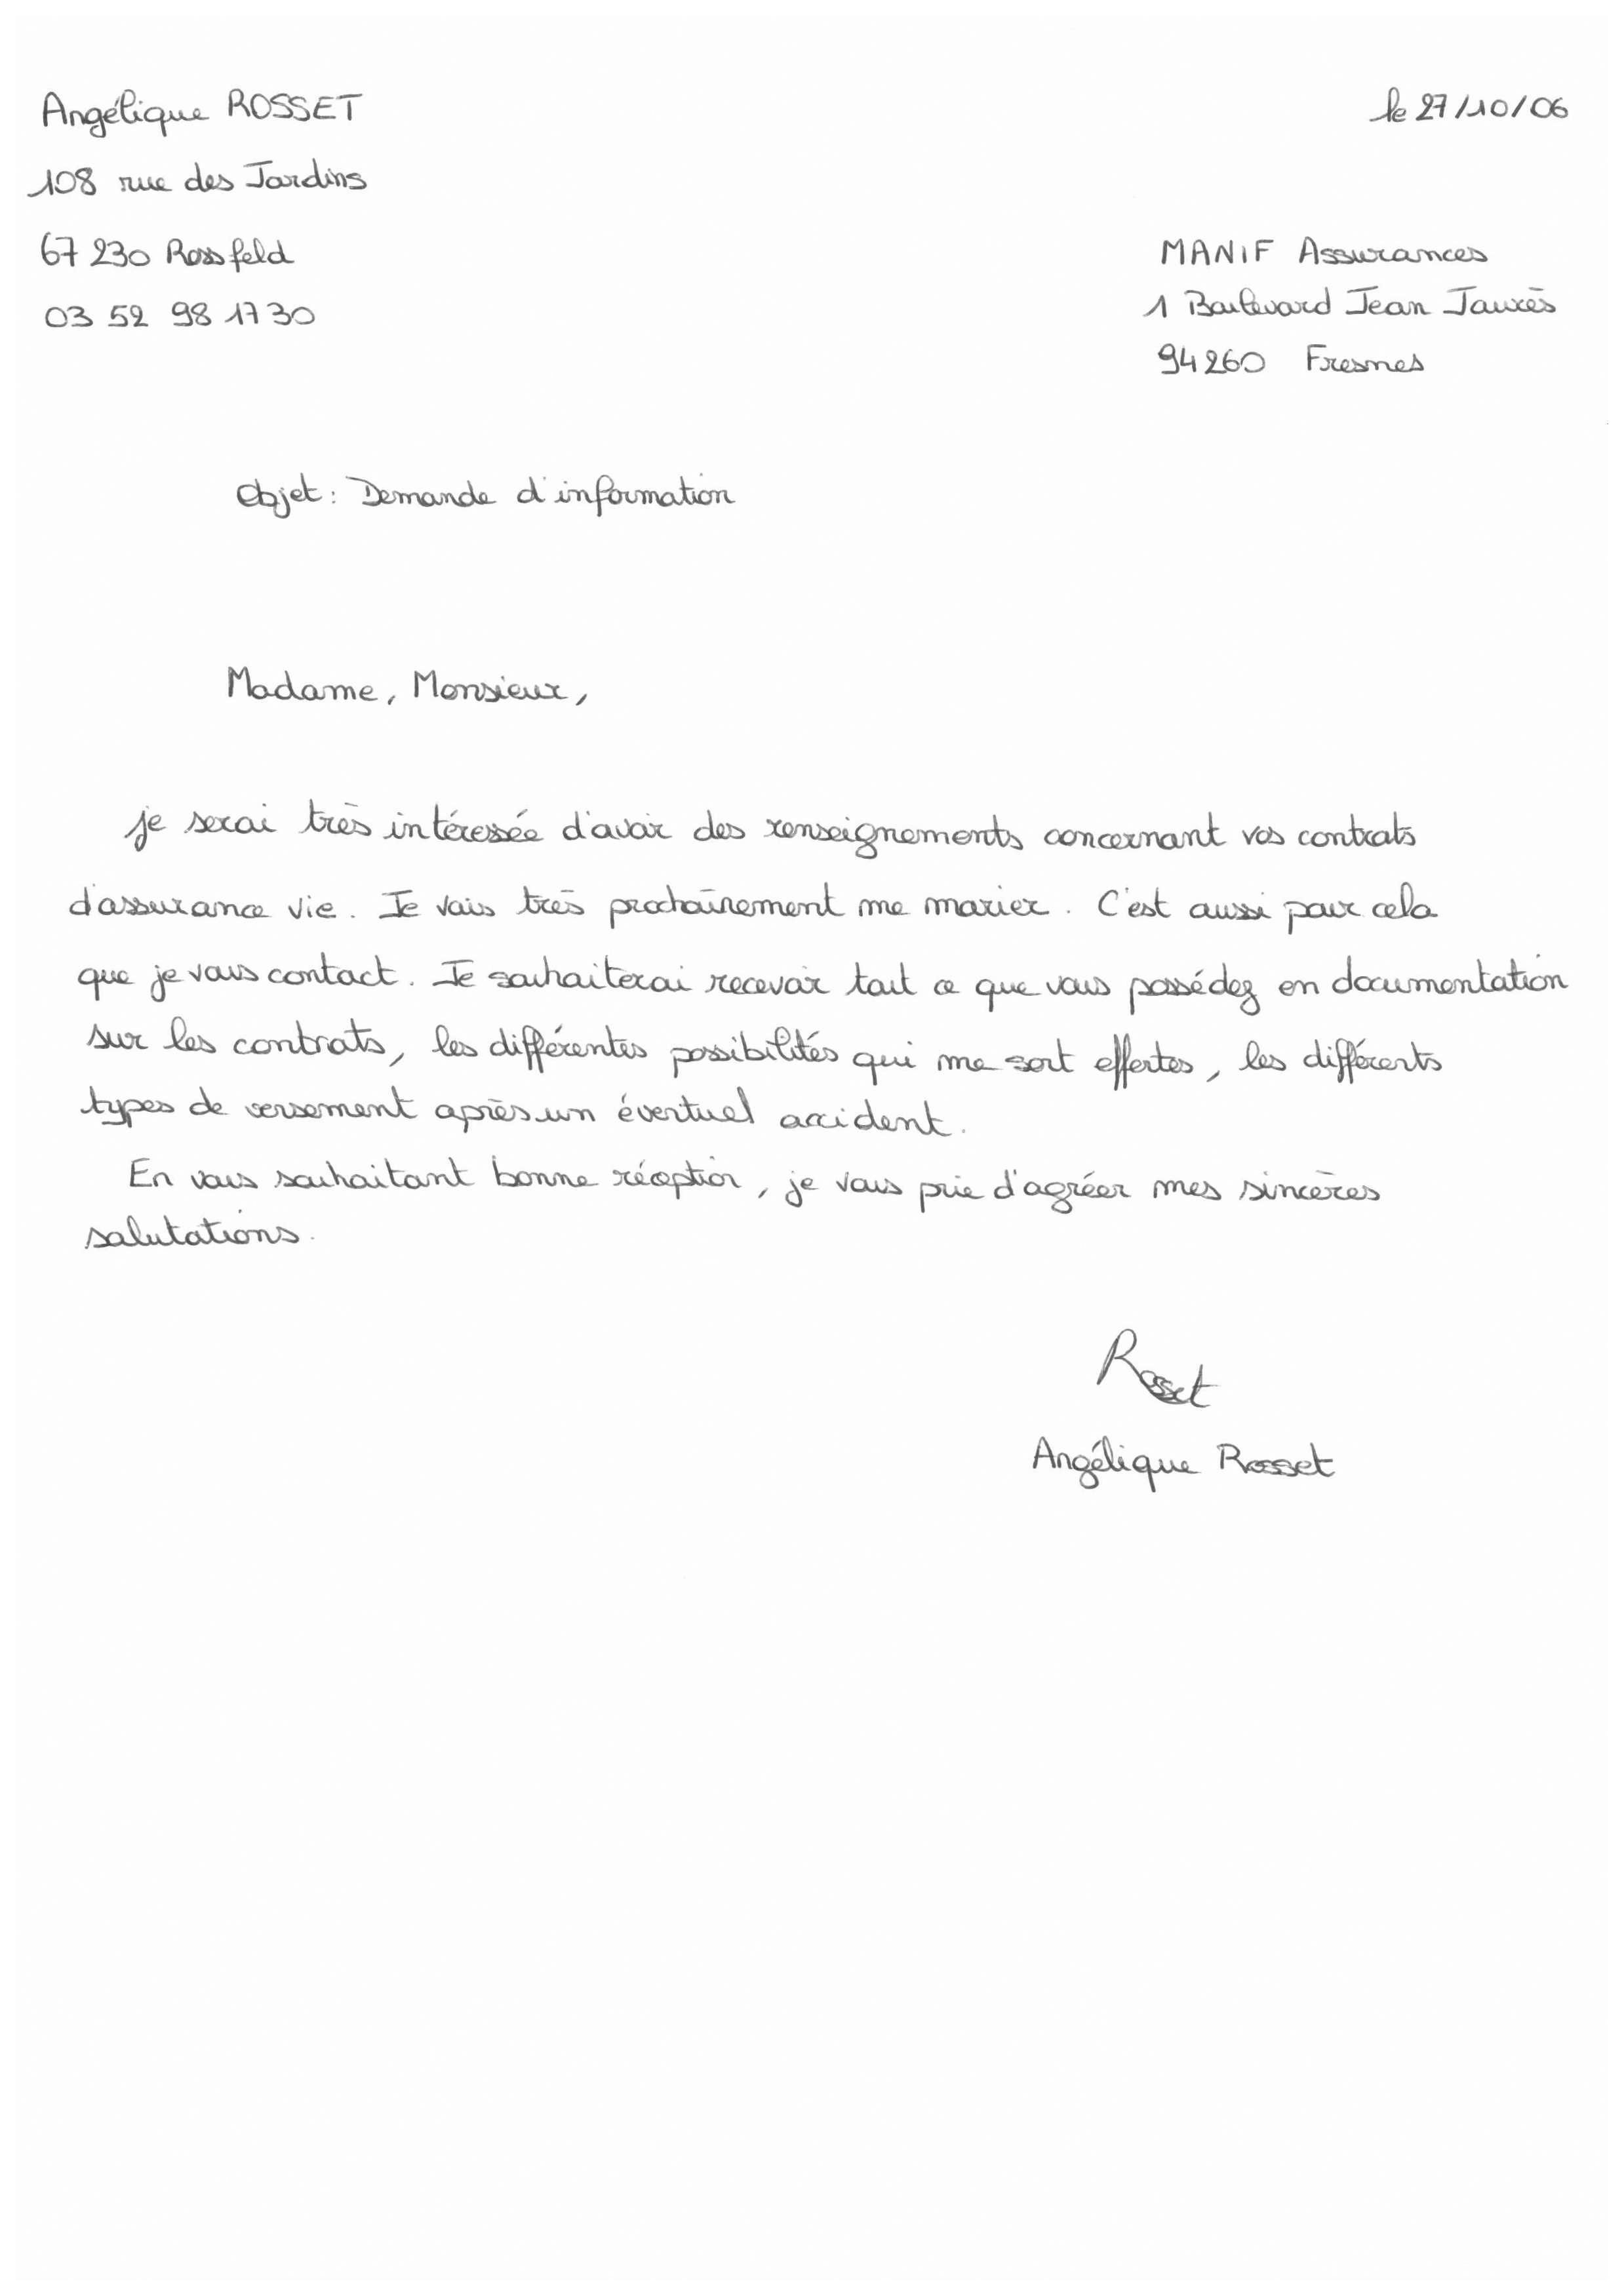 Angélique ROSSET
le 27/10/06
108 rue des Jardins
67 230 Rossfeld
03 52 98 17 30
MANIF Assurances
1 Boulevard Jean Jaurès
94260 Fresnes
Objet : Demande d'information
Madame, Monsieur,
je serai très intéressée d'avoir des renseignements concernant vos contrats
d'assurance vie. Je vais très prochainement me marier. C'est aussi pour cela
que je vous contact. Je souhaiterai recevoir tout ce que vous possédez en documentation
sur les contrats, les différentes possibilités qui me sont offertes, les différents
types de versement après un éventuel accident.
En vous souhaitant bonne réception, je vous prie d'agréer mes sincères
salutations.
Rosset
Angélique Rosset